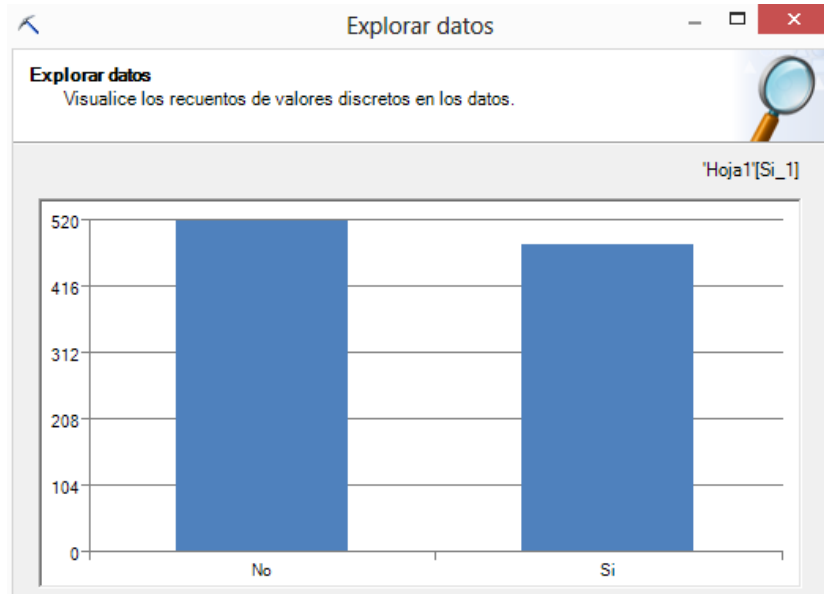 Explorar datos
Explorar datos
Visualice los recuentos de valores discretos en los datos.
'Hoja1'[Si_1]
520
416
312
208
104
0
No Si